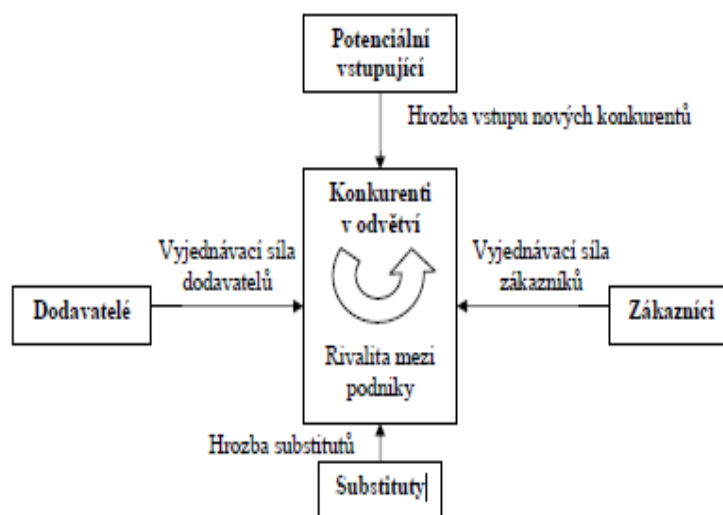 Potenciální
vstupující
Hrozba vstupu nových konkurentů
Konkurenti
v odvětví
Vyjednávací síla
dodavatelů
Vyjednávací síla
zákazníků
Dodavatelé
Zákazníci
Rivalita mezi
podniky
Hrozba substitutů
Substituty